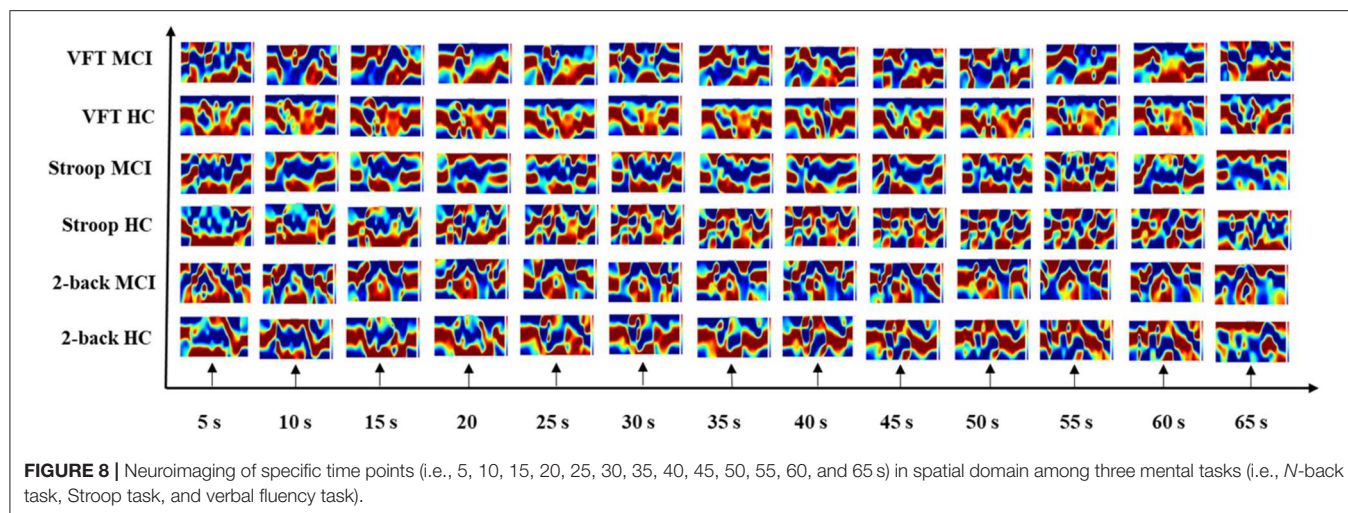 VFT MCI
VFT HC
Stroop MCI
Stroop HC
2-back MCI
2-back HC
5 s 10 s 15 s 20 25 s 30 s 35 s 40 s 45 s 50 s 55 s 60 s 65 s
FIGURE 8 | Neuroimaging of specific time points (i.e., 5, 10, 15, 20, 25, 30, 35, 40, 45, 50, 55, 60, and 65 s) in spatial domain among three mental tasks (i.e., N-back
task, Stroop task, and verbal fluency task).